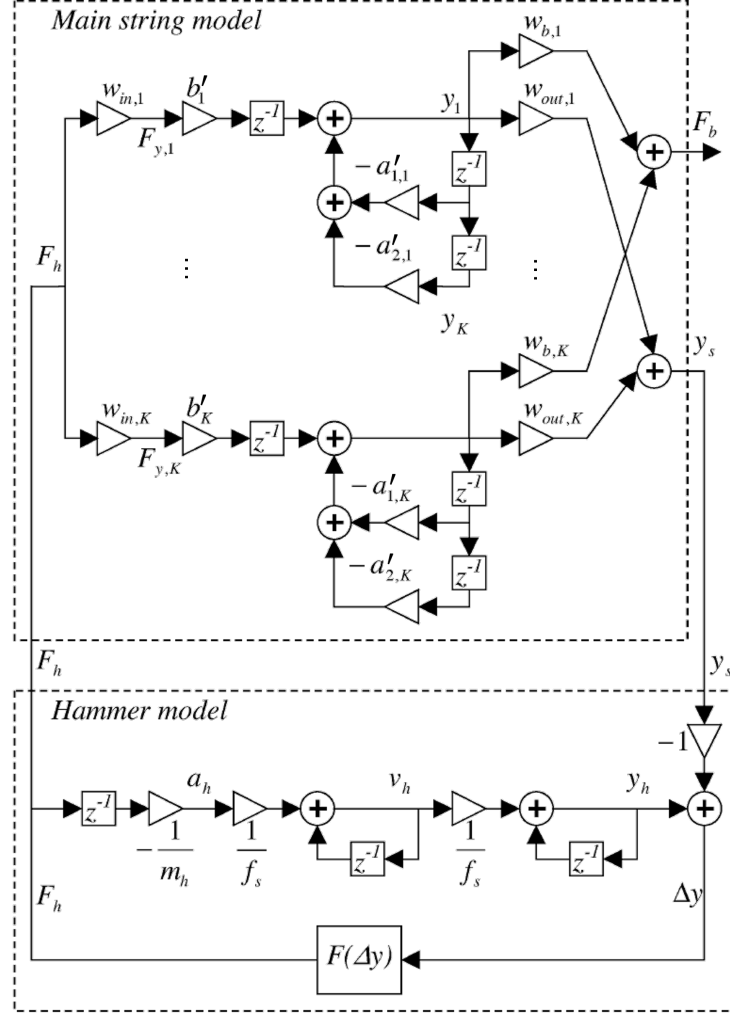 Main string model
w_{b,1}
w_{in,1}
b'_1
z^{-1}
+
y_1
w_{out,1}
F_b
F_{y,1}
+
z^{-1}
-a'_{1,1}
+
-a'_{2,1}
z^{-1}
F_h
⋮
⋮
y_K
w_{b,K}
y_s
+
w_{in,K}
b'_K
z^{-1}
+
w_{out,K}
F_{y,K}
-a'_{1,K}
z^{-1}
+
-a'_{2,K}
z^{-1}
F_h
y_s
Hammer model
-1
z^{-1}
a_h
+
v_h
+
y_h
+
-\frac{1}{m_h}
\frac{1}{f_s}
z^{-1}
\frac{1}{f_s}
z^{-1}
F_h
Δy
F(Δy)